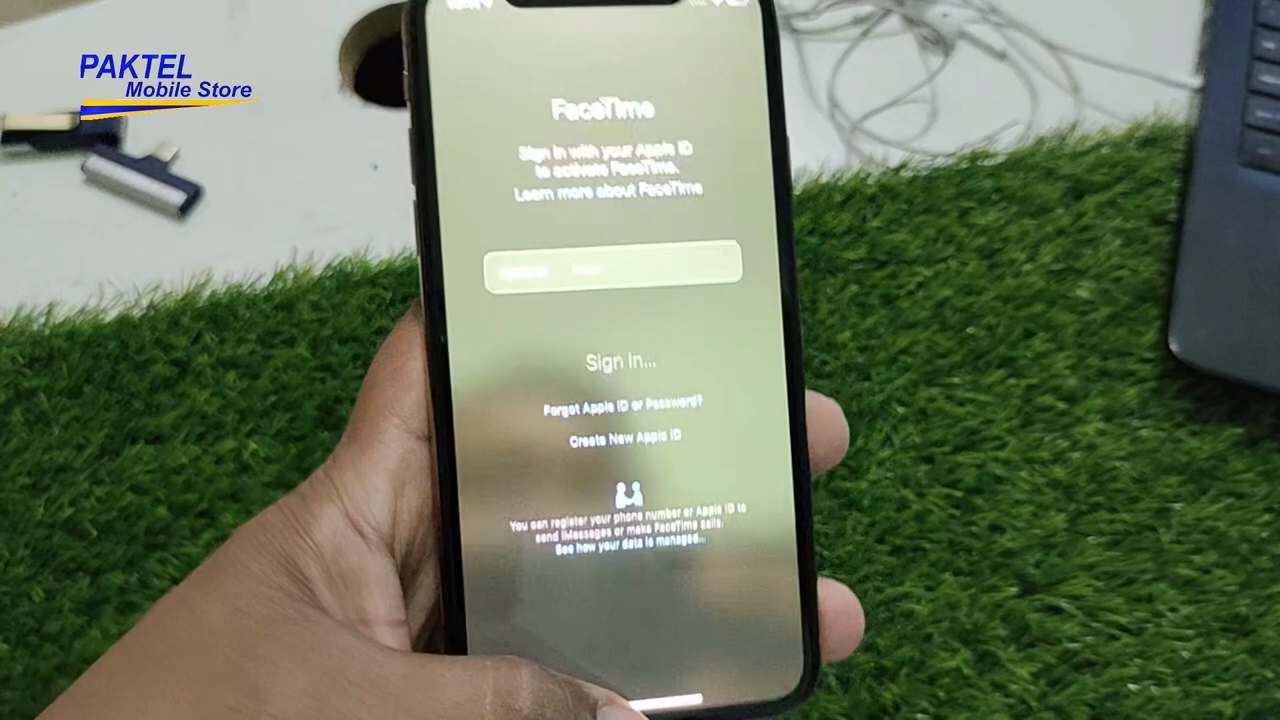 PAKTEL
Mobile Store
FaceTime
Sign in with your Apple ID
to activate FaceTime.
Learn more about FaceTime
Sign In...
Forgot Apple ID or Password?
Create New Apple ID
You can register your phone number or Apple ID to
send iMessages or make FaceTime calls.
See how your data is managed...